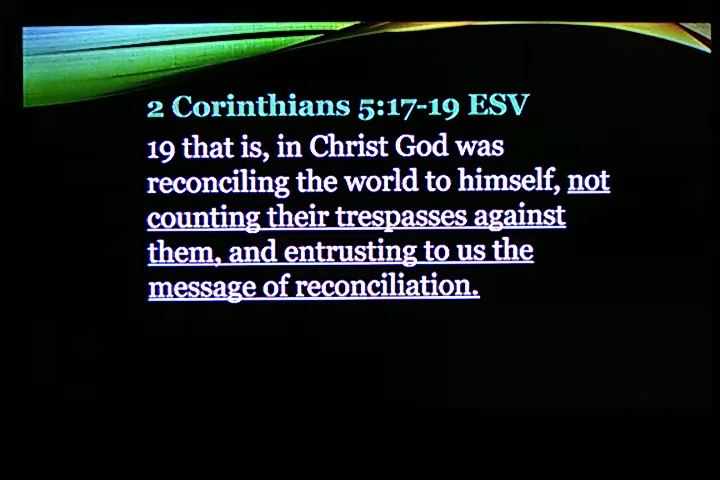 2 Corinthians 5:17-19 ESV
19 that is, in Christ God was
reconciling the world to himself, not
counting their trespasses against
them, and entrusting to us the
message of reconciliation.